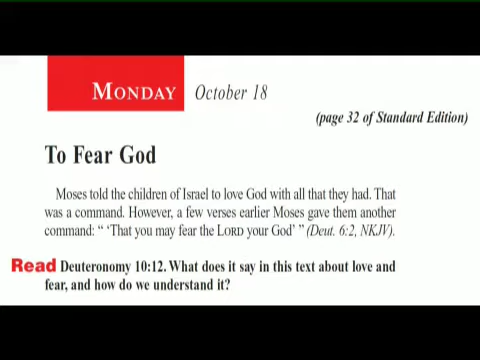 MONDAY October 18
(page 32 of Standard Edition)
To Fear God
Moses told the children of Israel to love God with all that they had. That
was a command. However, a few verses earlier Moses gave them another
command: “ ‘That you may fear the LORD your God’ ” (Deut. 6:2, NKJV).
Read Deuteronomy 10:12. What does it say in this text about love and
fear, and how do we understand it?